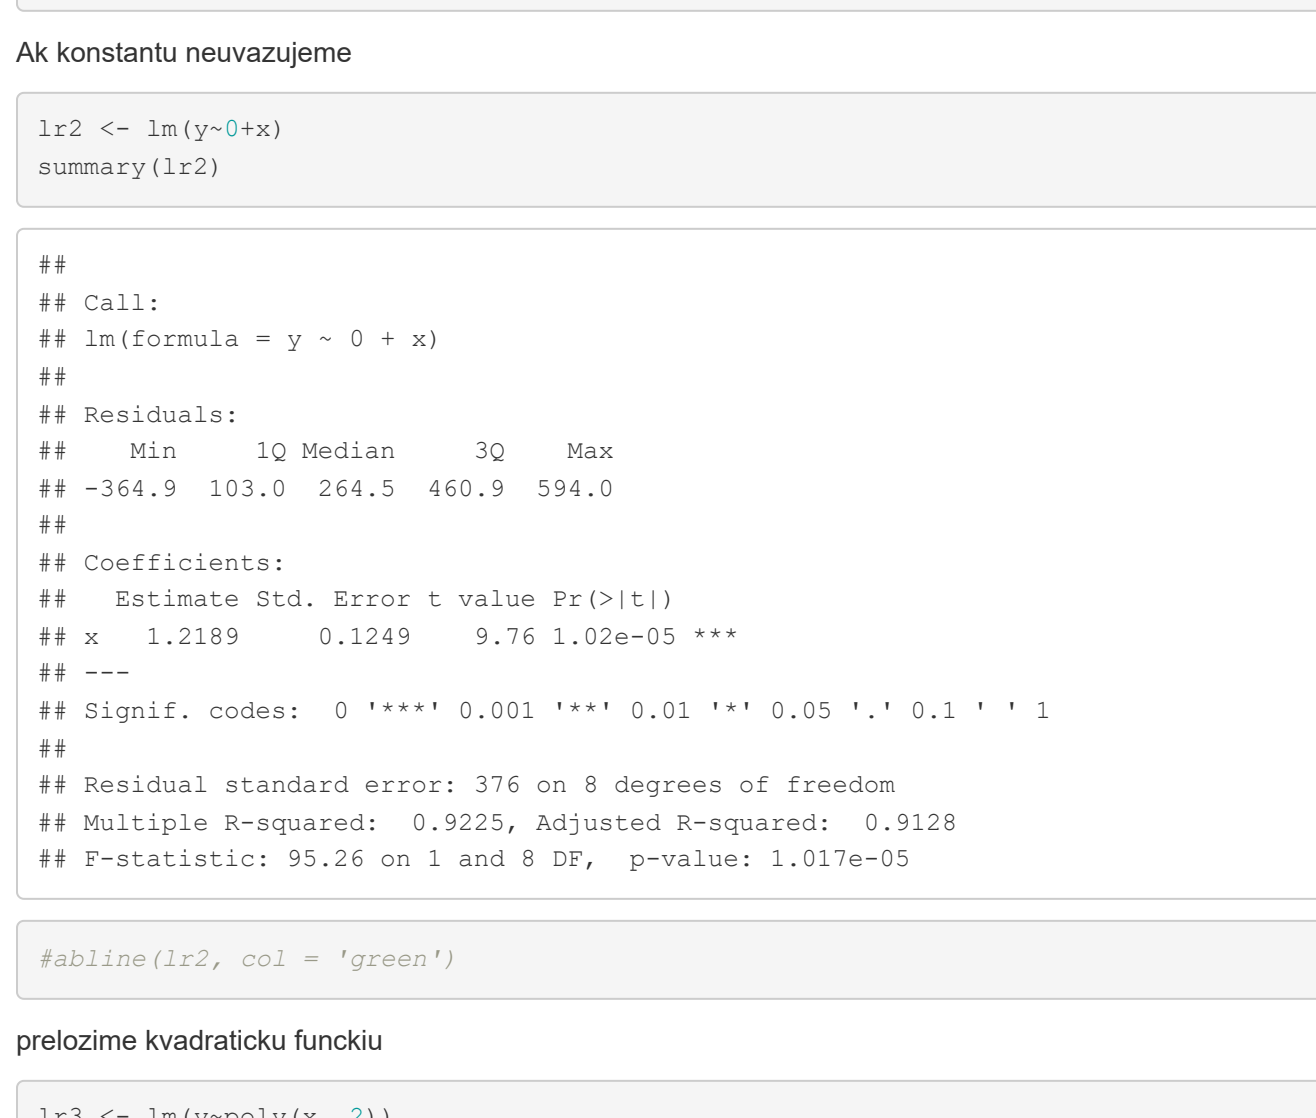 Ak konstantu neuvazujeme
lr2 <- lm(y~0+x)
summary(lr2)
##
## Call:
## lm(formula = y ~ 0 + x)
##
## Residuals:
##    Min     1Q Median     3Q    Max
## -364.9  103.0  264.5  460.9  594.0
##
## Coefficients:
##   Estimate Std. Error t value Pr(>|t|)
## x   1.2189     0.1249    9.76 1.02e-05 ***
## ---
## Signif. codes:  0 '***' 0.001 '**' 0.01 '*' 0.05 '.' 0.1 ' ' 1
##
## Residual standard error: 376 on 8 degrees of freedom
## Multiple R-squared:  0.9225, Adjusted R-squared:  0.9128
## F-statistic: 95.26 on 1 and 8 DF,  p-value: 1.017e-05
#abline(lr2, col = 'green')
prelozime kvadraticku funckiu
lr3 <- lm(y~poly(x, 2))